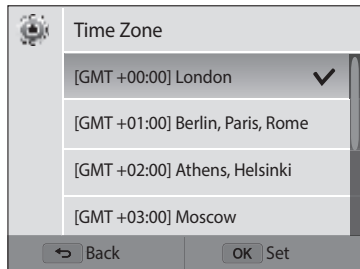 Time Zone
[GMT +00:00] London
[GMT +01:00] Berlin, Paris, Rome
[GMT +02:00] Athens, Helsinki
[GMT +03:00] Moscow
Back OK Set